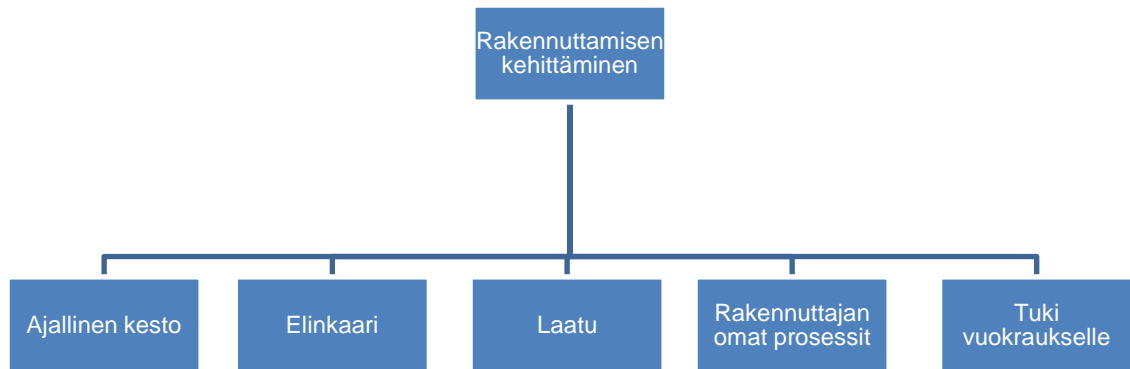 Rakennuttamisen
kehittäminen
Ajallinen kesto
Elinkaari
Laatu
Rakennuttajan
omat prosessit
Tuki
vuokraukselle